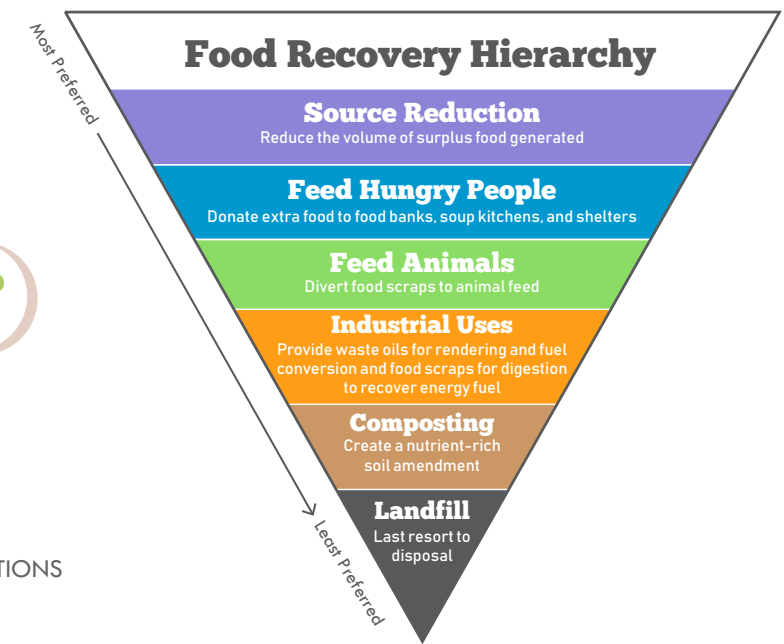 Most Preferred
Food Recovery Hierarchy
Source Reduction
Reduce the volume of surplus food generated
Feed Hungry People
Donate extra food to food banks, soup kitchens, and shelters
Feed Animals
Divert food scraps to animal feed
Industrial Uses
Provide waste oils for rendering and fuel
conversion and food scraps for digestion
to recover energy fuel
Composting
Create a nutrient-rich
soil amendment
Landfill
Last resort to
disposal
Least Preferred
TIONS